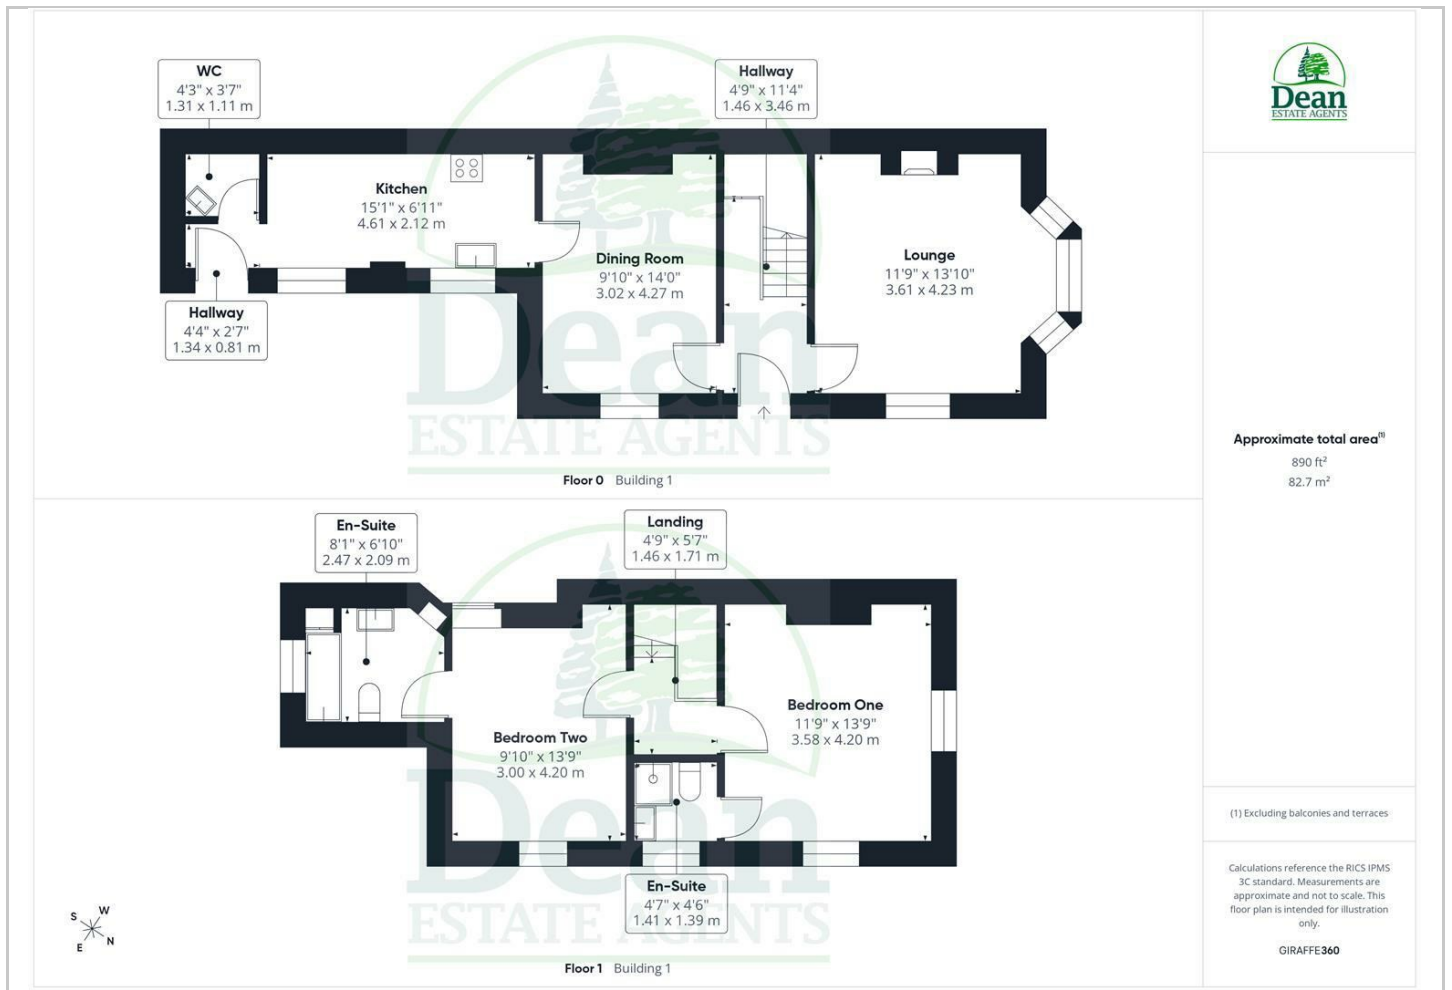 WC
4'3" x 3'7"
1.31 x 1.11 m
Hallway
4'9" x 11'4"
1.46 x 3.46 m
Kitchen
15'1" x 6'11"
4.61 x 2.12 m
Dining Room
9'10" x 14'0"
3.02 x 4.27 m
Lounge
11'9" x 13'10"
3.61 x 4.23 m
Hallway
4'4" x 2'7"
1.34 x 0.81 m
Dean
ESTATE AGENTS
Floor 0 Building 1
En-Suite
8'1" x 6'10"
2.47 x 2.09 m
Landing
4'9" x 5'7"
1.46 x 1.71 m
Bedroom Two
9'10" x 13'9"
3.00 x 4.20 m
Bedroom One
11'9" x 13'9"
3.58 x 4.20 m
En-Suite
4'7" x 4'6"
1.41 x 1.39 m
Dean
ESTATE AGENTS
Floor 1 Building 1
S W
E N
Dean
ESTATE AGENTS
Approximate total area(1)
890 ft²
82.7 m²
(1) Excluding balconies and terraces
Calculations reference the RICS IPMS
3C standard. Measurements are
approximate and not to scale. This
floor plan is intended for illustration
only.
GIRAFFE360